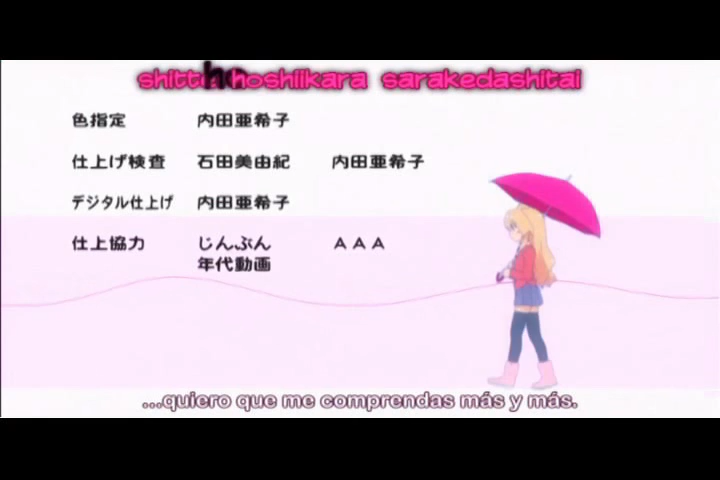 shitte hoshiikara sarakedashitai
色指定 内田亜希子
仕上げ検査 石田美由紀 内田亜希子
デジタル仕上げ 内田亜希子
仕上協力 じんぶん ＡＡＡ
年代動画
...quiero que me comprendas más y más.